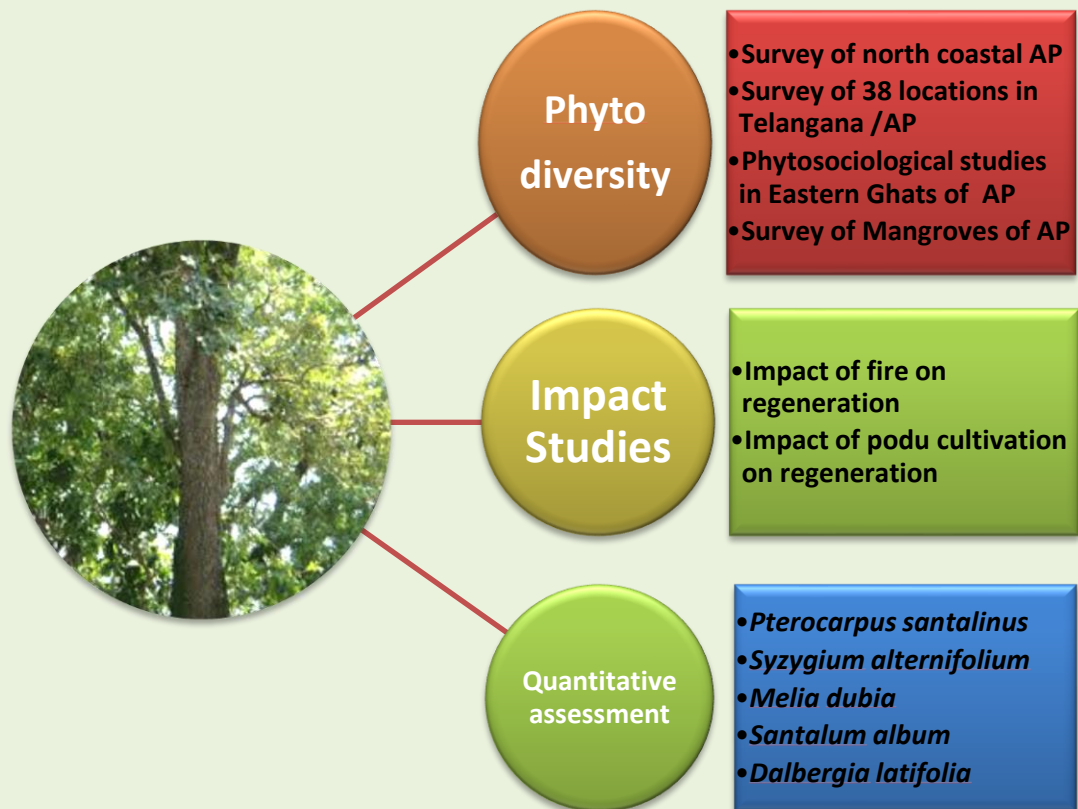 Phyto
diversity
•Survey of north coastal AP
•Survey of 38 locations in
Telangana /AP
•Phytosociological studies
in Eastern Ghats of AP
•Survey of Mangroves of AP
Impact
Studies
•Impact of fire on
regeneration
•Impact of podu cultivation
on regeneration
Quantitative
assessment
•Pterocarpus santalinus
•Syzygium alternifolium
•Melia dubia
•Santalum album
•Dalbergia latifolia